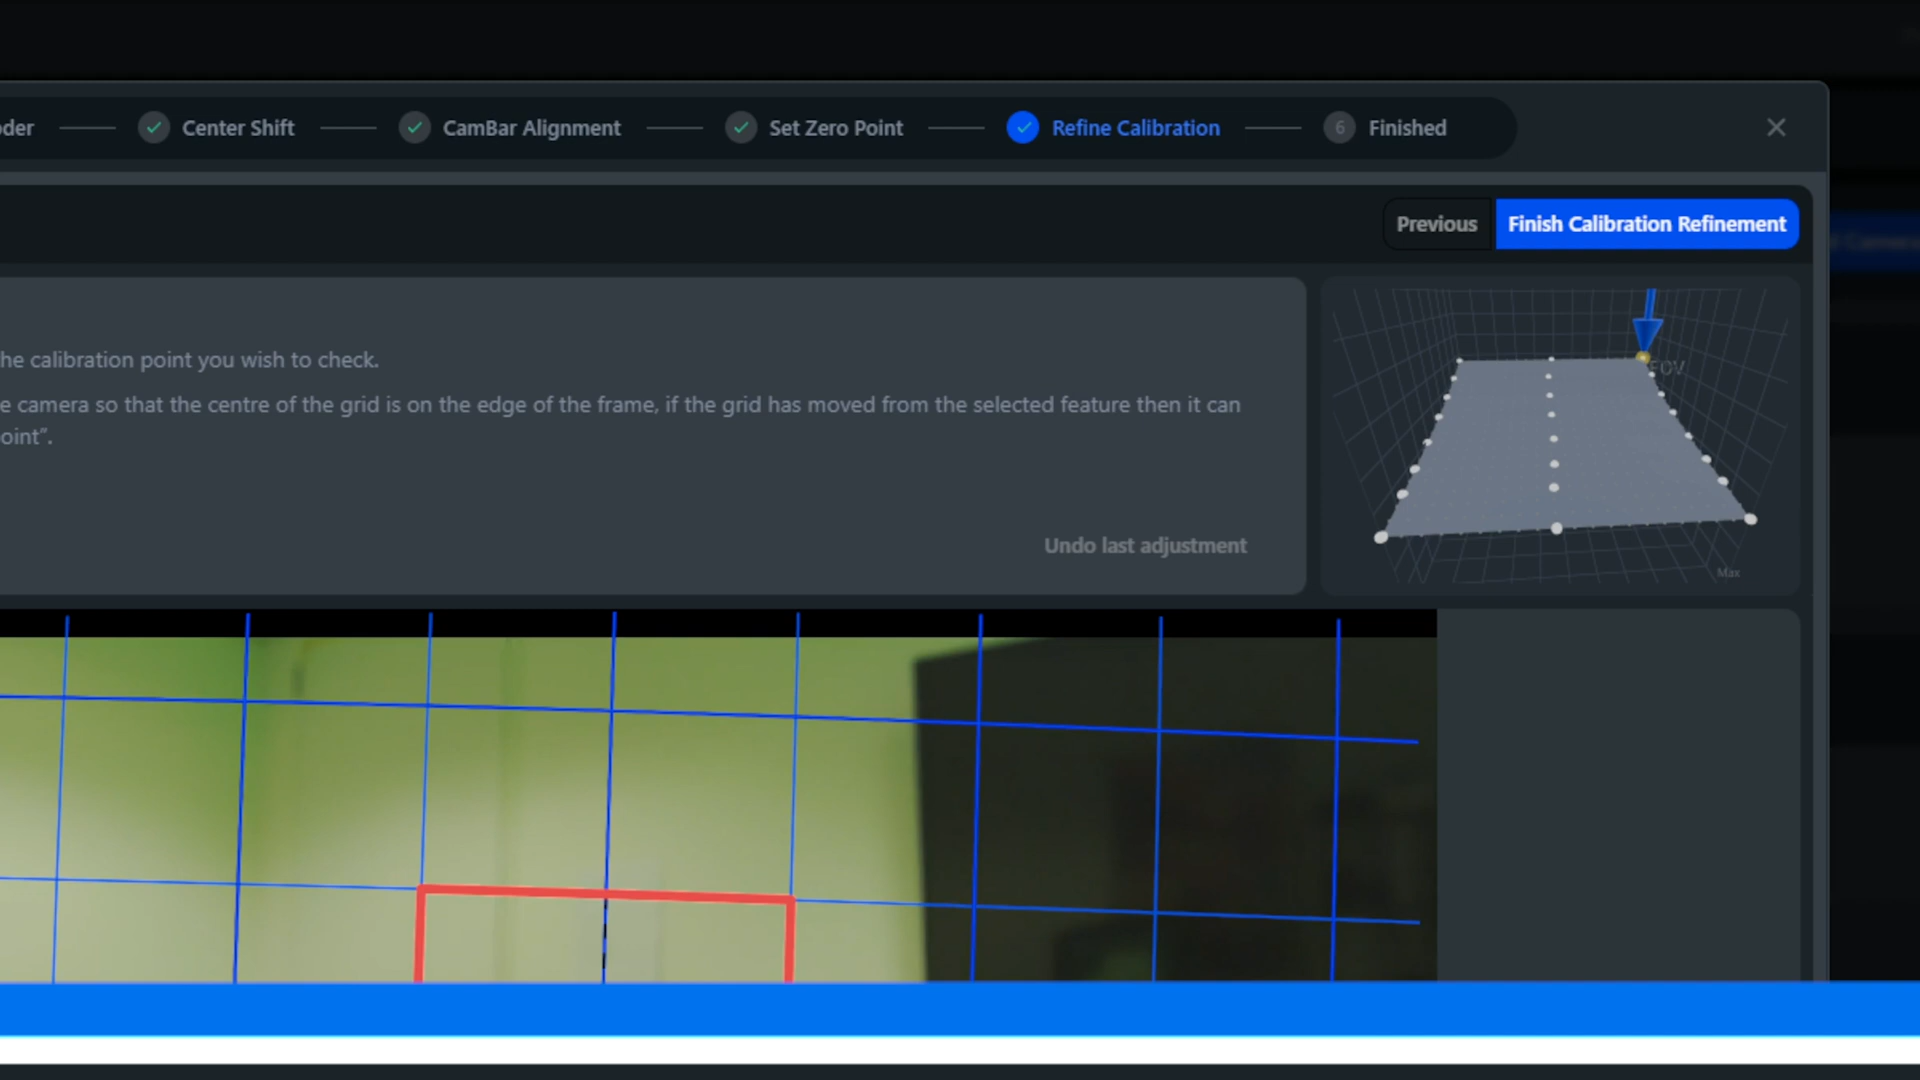 der
Center Shift
CamBar Alignment
Set Zero Point
Refine Calibration
6 Finished
Previous
Finish Calibration Refinement
he calibration point you wish to check.
e camera so that the centre of the grid is on the edge of the frame, if the grid has moved from the selected feature then it can
oint”.
Undo last adjustment
FOV
Max